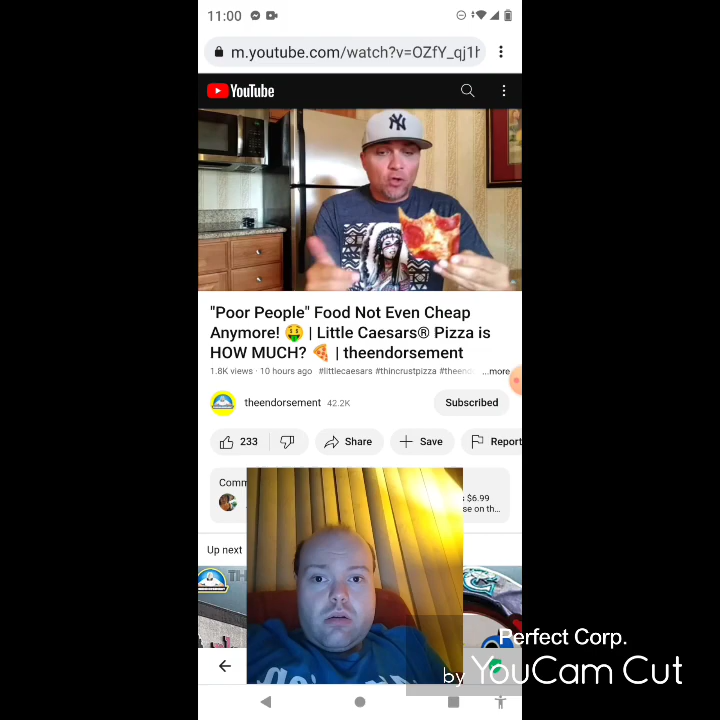 11:00
m.youtube.com/watch?v=OZfY_qj1h
YouTube
"Poor People" Food Not Even Cheap
Anymore! 🤑 | Little Caesars® Pizza is
HOW MUCH? 🍕 | theendorsement
1.8K views · 10 hours ago #littlecaesars #thincrustpizza #theend ...more
theendorsement 42.2K Subscribed
233 Share Save Report
Comm
s $6.99
se on th...
Up next
TH
Perfect Corp.
by YouCam Cut